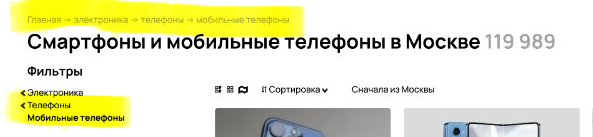 Главная → электроника → телефоны → мобильные телефоны
Смартфоны и мобильные телефоны в Москве 119 989
Фильтры
Электроника
Телефоны
Мобильные телефоны
Сортировка
Сначала из Москвы